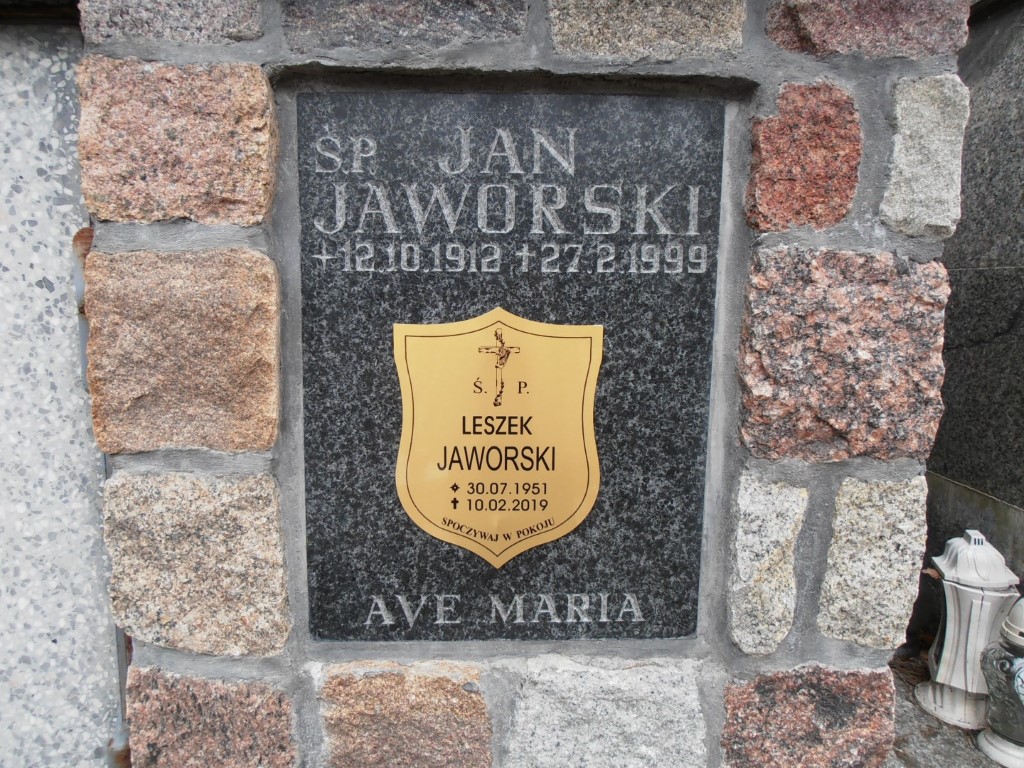 Ś.P. JAN
JAWORSKI
+12.10.1912 +27.2.1999
Ś. P.
LESZEK
JAWORSKI
30.07.1951
✝ 10.02.2019
SPOCZYWAJ W POKOJU
AVE MARIA